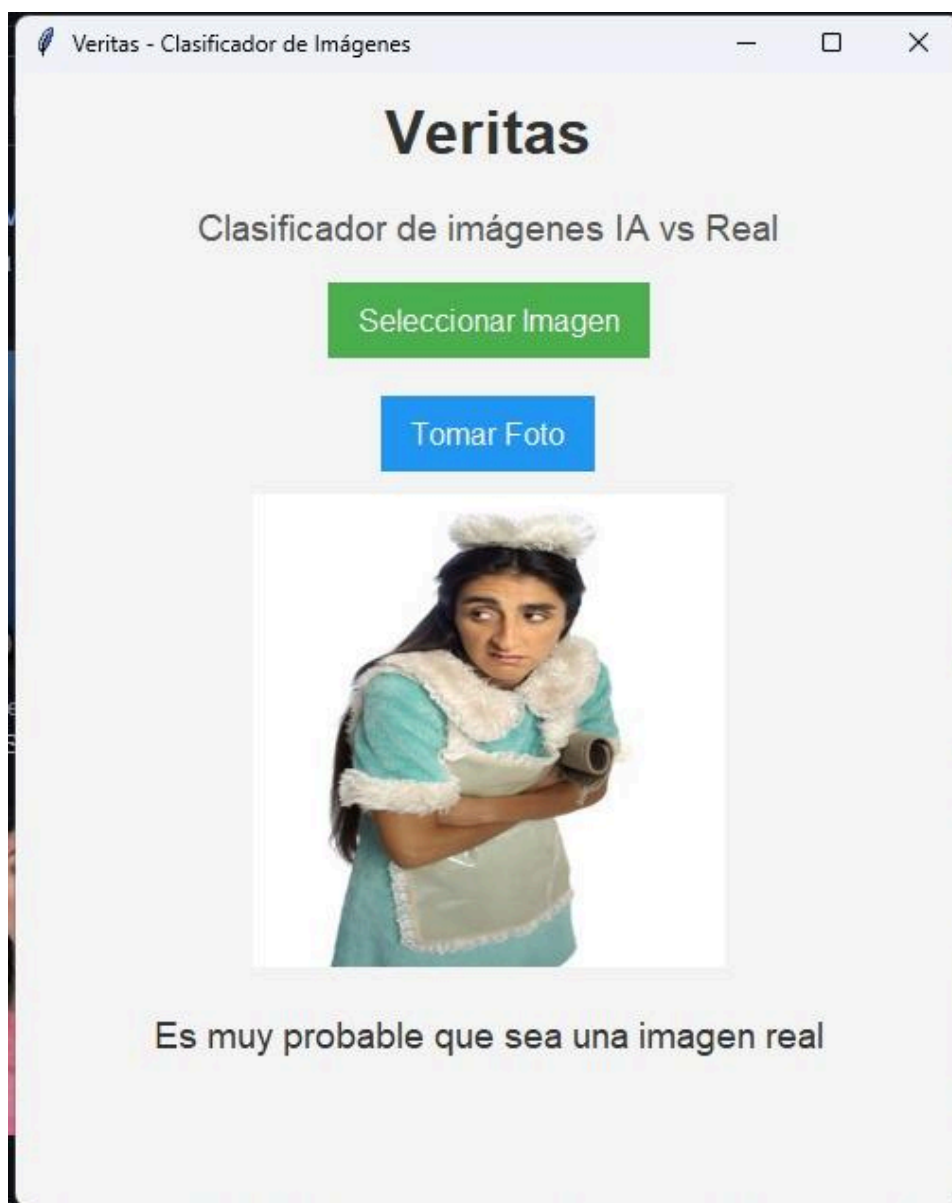 Veritas - Clasificador de Imágenes
Veritas
Clasificador de imágenes IA vs Real
Seleccionar Imagen
Tomar Foto
Es muy probable que sea una imagen real